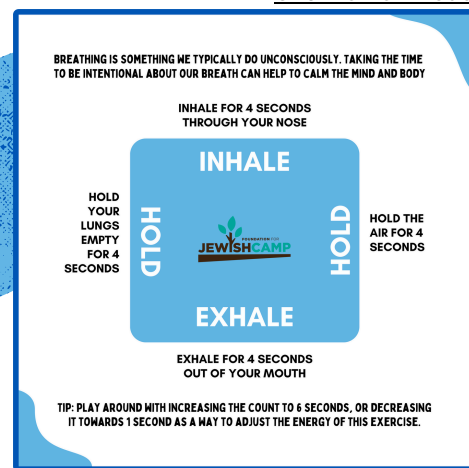 BREATHING IS SOMETHING WE TYPICALLY DO UNCONSCIOUSLY. TAKING THE TIME
TO BE INTENTIONAL ABOUT OUR BREATH CAN HELP TO CALM THE MIND AND BODY
INHALE FOR 4 SECONDS
THROUGH YOUR NOSE
INHALE
HOLD
YOUR
LUNGS
EMPTY
FOR 4
SECONDS
HOLD
FOUNDATION FOR
JEWISHCAMP
HOLD
HOLD THE
AIR FOR 4
SECONDS
EXHALE
EXHALE FOR 4 SECONDS
OUT OF YOUR MOUTH
TIP: PLAY AROUND WITH INCREASING THE COUNT TO 6 SECONDS, OR DECREASING
IT TOWARDS 1 SECOND AS A WAY TO ADJUST THE ENERGY OF THIS EXERCISE.